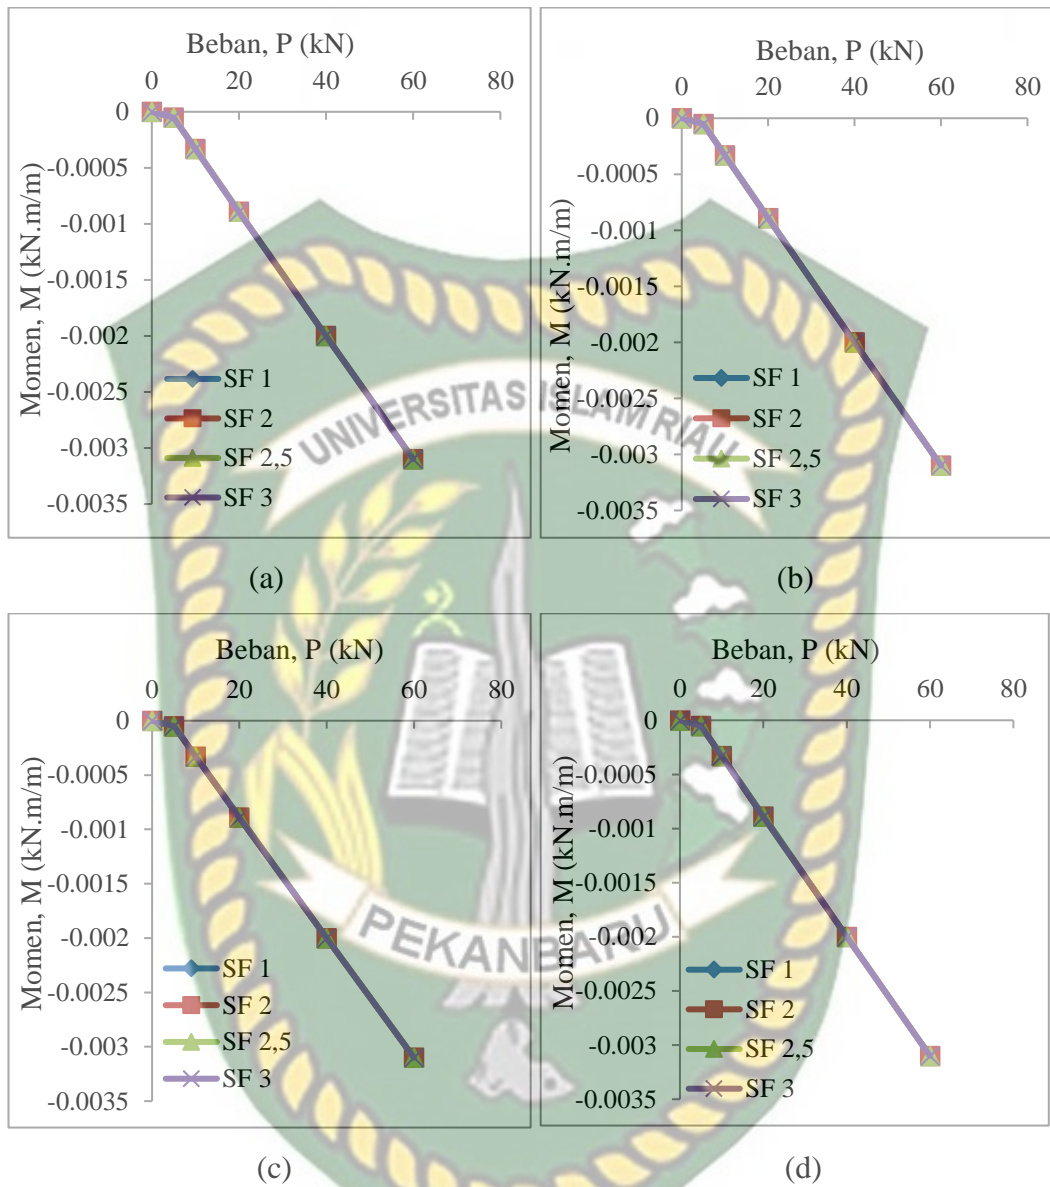 Beban, P (kN)
0 20 40 60 80
0
-0.0005
-0.001
-0.0015
-0.002
-0.0025
-0.003
-0.0035
Momen, M (kN.m/m)
SF 1
SF 2
SF 2,5
SF 3
(a)
Beban, P (kN)
0 20 40 60 80
0
-0.0005
-0.001
-0.0015
-0.002
-0.0025
-0.003
-0.0035
Momen, M (kN.m/m)
SF 1
SF 2
SF 2,5
SF 3
(b)
UNIVERSITAS ISLAM RIAU
Beban, P (kN)
0 20 40 60 80
0
-0.0005
-0.001
-0.0015
-0.002
-0.0025
-0.003
-0.0035
Momen, M (kN.m/m)
SF 1
SF 2
SF 2,5
SF 3
(c)
Beban, P (kN)
0 20 40 60 80
0
-0.0005
-0.001
-0.0015
-0.002
-0.0025
-0.003
-0.0035
Momen, M (kN.m/m)
SF 1
SF 2
SF 2,5
SF 3
(d)
PEKANBARU